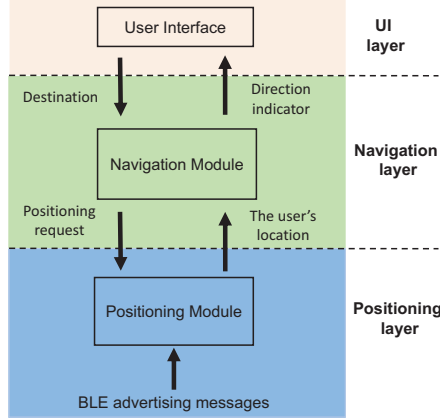 User Interface
UI
layer
Destination
Direction
indicator
Navigation Module
Navigation
layer
Positioning
request
The user's
location
Positioning Module
Positioning
layer
BLE advertising messages